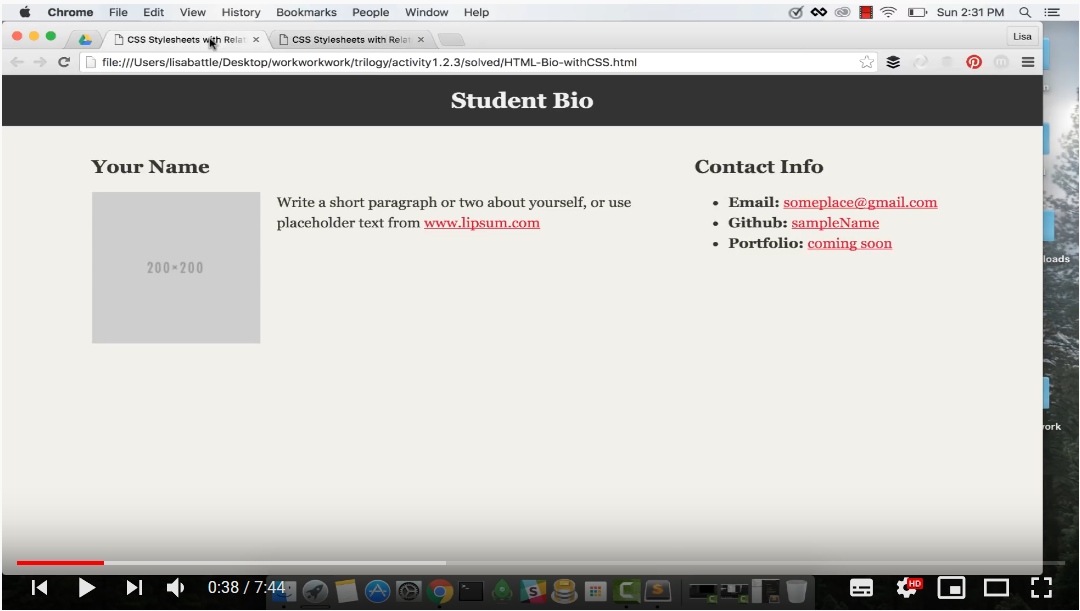 Chrome File Edit View History Bookmarks People Window Help Sun 2:31 PM
CSS Stylesheets with Relat CSS Stylesheets with Relat Lisa
file:///Users/lisabattle/Desktop/workworkwork/trilogy/activity1.2.3/solved/HTML-Bio-withCSS.html
Student Bio
Your Name
Write a short paragraph or two about yourself, or use
placeholder text from www.lipsum.com
200×200
Contact Info
• Email: someplace@gmail.com
• Github: sampleName
• Portfolio: coming soon
loads
work
0:38 / 7:44
HD